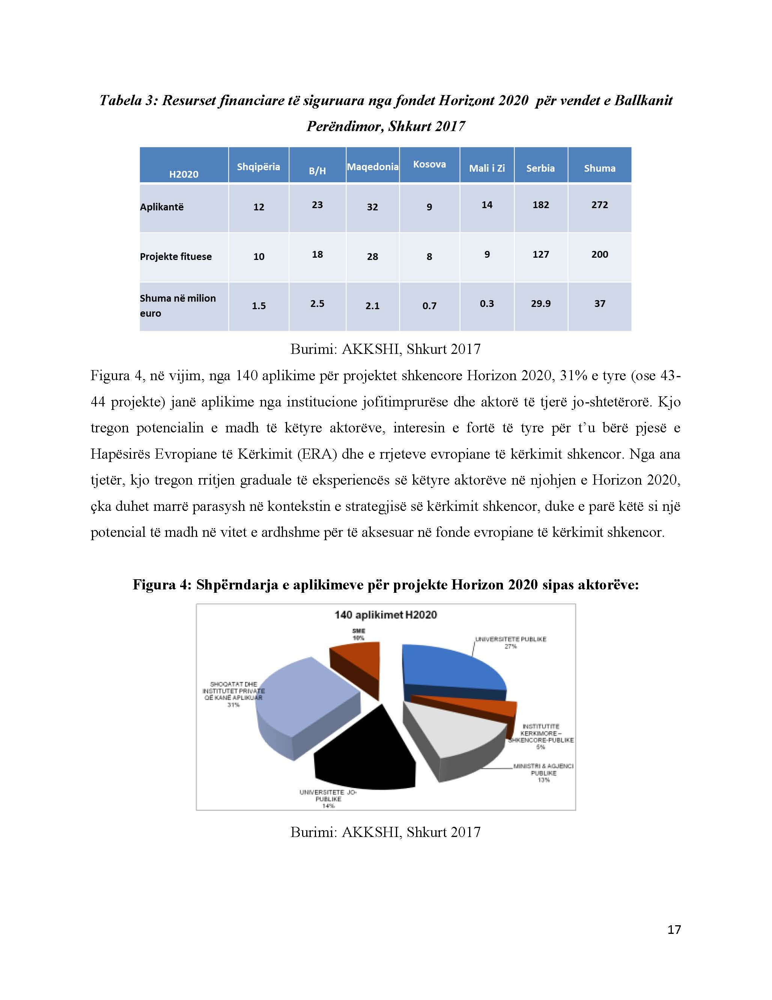 Tabela 3: Resurset financiare të siguruara nga fondet Horizont 2020 për vendet e Ballkanit
Perëndimor, Shkurt 2017
H2020 Shqipëria B/H Maqedonia Kosova Mali i Zi Serbia Shuma
Aplikantë 12 23 32 9 14 182 272
Projekte fituese 10 18 28 8 9 127 200
Shuma në milion
euro 1.5 2.5 2.1 0.7 0.3 29.9 37
Burimi: AKKSHI, Shkurt 2017
Figura 4, në vijim, nga 140 aplikime për projektet shkencore Horizon 2020, 31% e tyre (ose 43-
44 projekte) janë aplikime nga institucione jofitimprurëse dhe aktorë të tjerë jo-shtetërorë. Kjo
tregon potencialin e madh të këtyre aktorëve, interesin e fortë të tyre për t’u bërë pjesë e
Hapësirës Evropiane të Kërkimit (ERA) dhe e rrjeteve evropiane të kërkimit shkencor. Nga ana
tjetër, kjo tregon rritjen graduale të eksperiencës së këtyre aktorëve në njohjen e Horizon 2020,
çka duhet marrë parasysh në kontekstin e strategjisë së kërkimit shkencor, duke e parë këtë si një
potencial të madh në vitet e ardhshme për të aksesuar në fonde evropiane të kërkimit shkencor.
Figura 4: Shpërndarja e aplikimeve për projekte Horizon 2020 sipas aktorëve:
140 aplikimet H2020
SME
10%
UNIVERSITETE PUBLIKE
27%
SHOQATAT DHE
INSTITUTET PRIVATE
QË KANË APLIKUAR
31%
INSTITUTITE
KERKIMORE –
SHKENCORE-PUBLIKE
5%
MINISTRI & AGJENCI
PUBLIKE
13%
UNIVERSITETE JO-
PUBLIKE
14%
Burimi: AKKSHI, Shkurt 2017
17